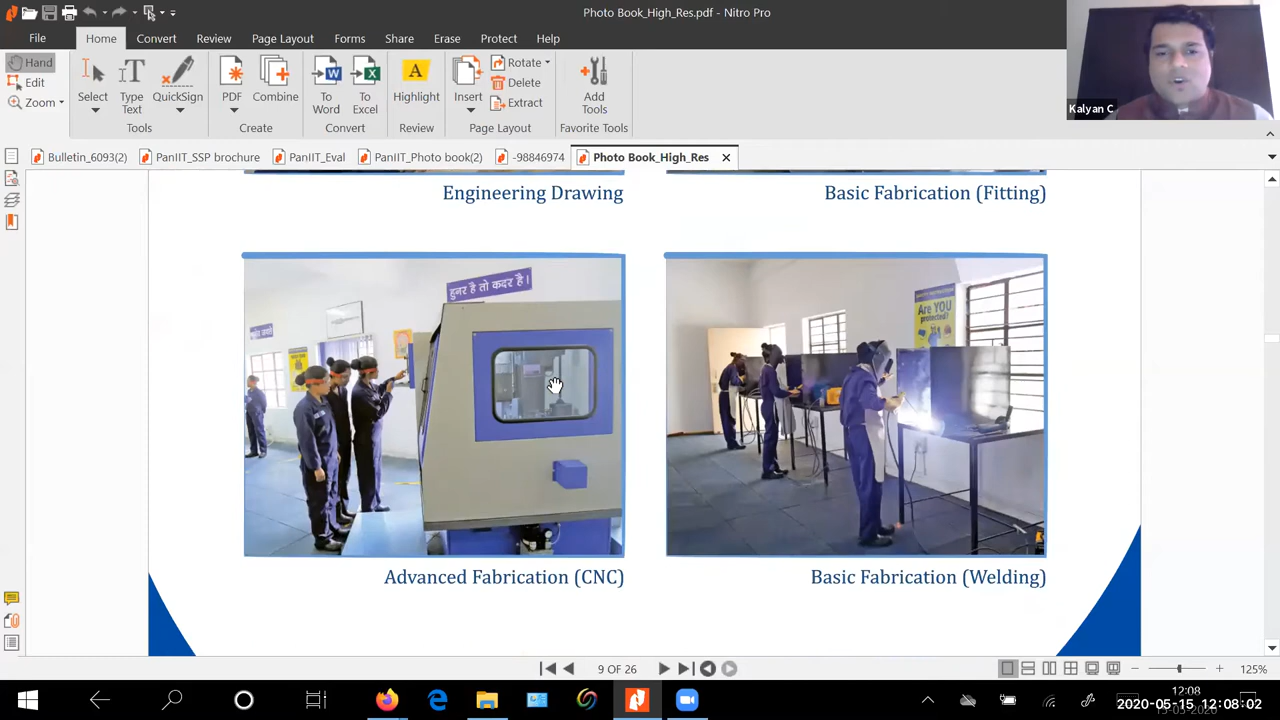 Photo Book_High_Res.pdf - Nitro Pro
File Home Convert Review Page Layout Forms Share Erase Protect Help
Hand
Edit
Zoom
Select
Type Text
QuickSign
Tools
PDF
Combine
Create
To Word
To Excel
Convert
Highlight
Review
Insert
Rotate
Delete
Extract
Page Layout
Add Tools
Favorite Tools
Kalyan C
Bulletin_6093(2) PanIIT_SSP brochure PanIIT_Eval PanIIT_Photo book(2) -98846974 Photo Book_High_Res
Engineering Drawing Basic Fabrication (Fitting)
हुनर है तो कदर है।
Are YOU
protected?
Advanced Fabrication (CNC) Basic Fabrication (Welding)
9 OF 26
125%
12:08
2020-05-15 12:08:02